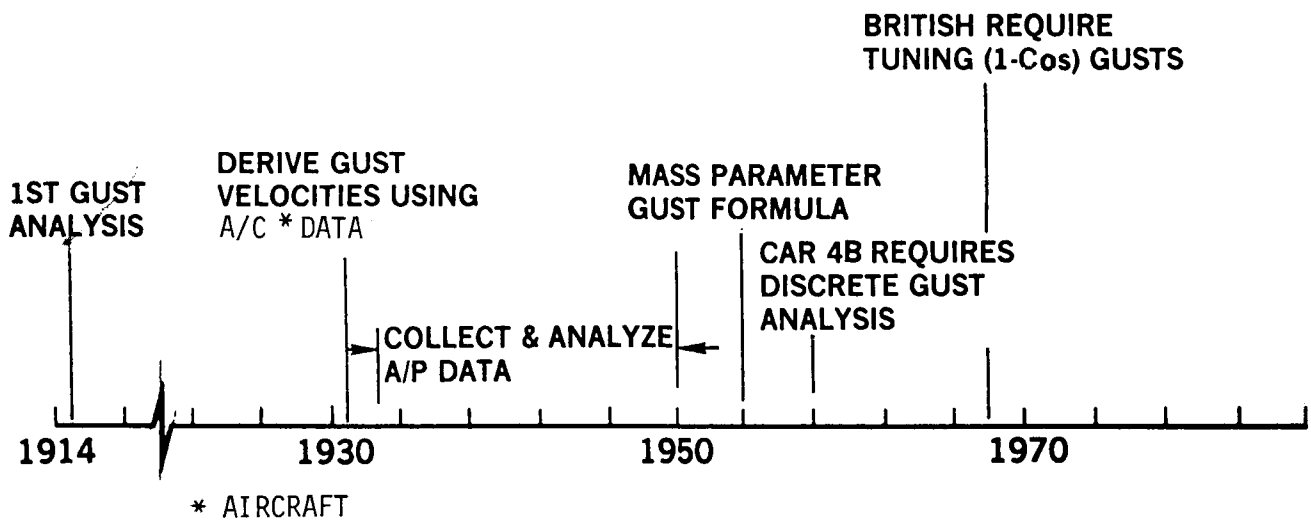 BRITISH REQUIRE
TUNING (1-Cos) GUSTS
DERIVE GUST
VELOCITIES USING
A/C * DATA
1ST GUST
ANALYSIS
MASS PARAMETER
GUST FORMULA
CAR 4B REQUIRES
DISCRETE GUST
ANALYSIS
COLLECT & ANALYZE
A/P DATA
1914
1930
1950
1970
* AIRCRAFT